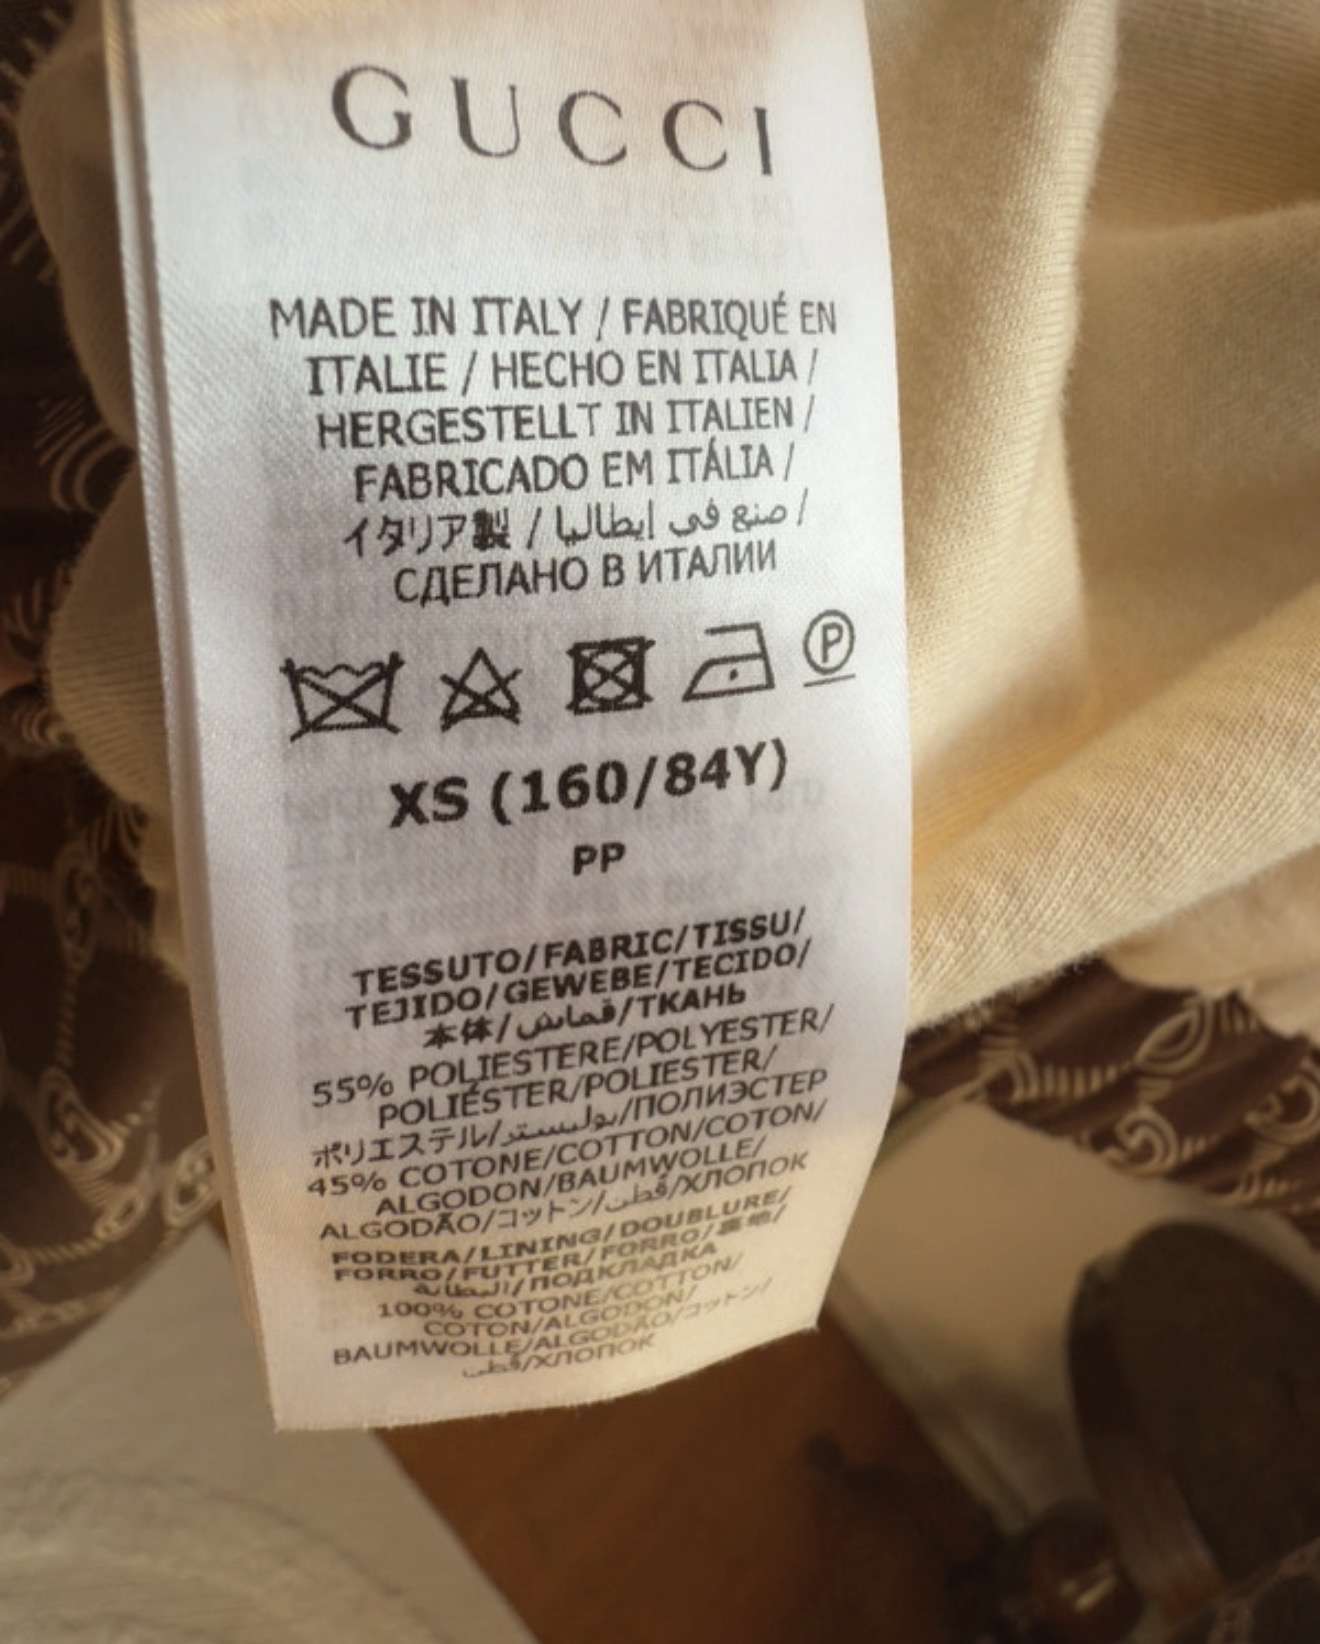 GUCCI
MADE IN ITALY / FABRIQUÉ EN
ITALIE / HECHO EN ITALIA /
HERGESTELLT IN ITALIEN /
FABRICADO EM ITÁLIA /
イタリア製 / صنع في إيطاليا /
СДЕЛАНО В ИТАЛИИ
P
XS (160/84Y)
PP
TESSUTO/FABRIC/TISSU/
TEJIDO/GEWEBE/TECIDO/
本体/قماش/ТКАНЬ
55% POLIESTERE/POLYESTER/
POLIÉSTER/POLIESTER/
ポリエステル/بوليستر/ПОЛИЭСТЕР
45% COTONE/COTTON/COTON/
ALGODON/BAUMWOLLE/
ALGODÃO/コットン/قطن/ХЛОПОК
FODERA/LINING/DOUBLURE/
FORRO/FUTTER/FORRO/裏地/
البطانة/ПОДКЛАДКА
100% COTONE/COTTON/
COTON/ALGODON/
BAUMWOLLE/ALGODÃO/コットン/
قطن/ХЛОПОК